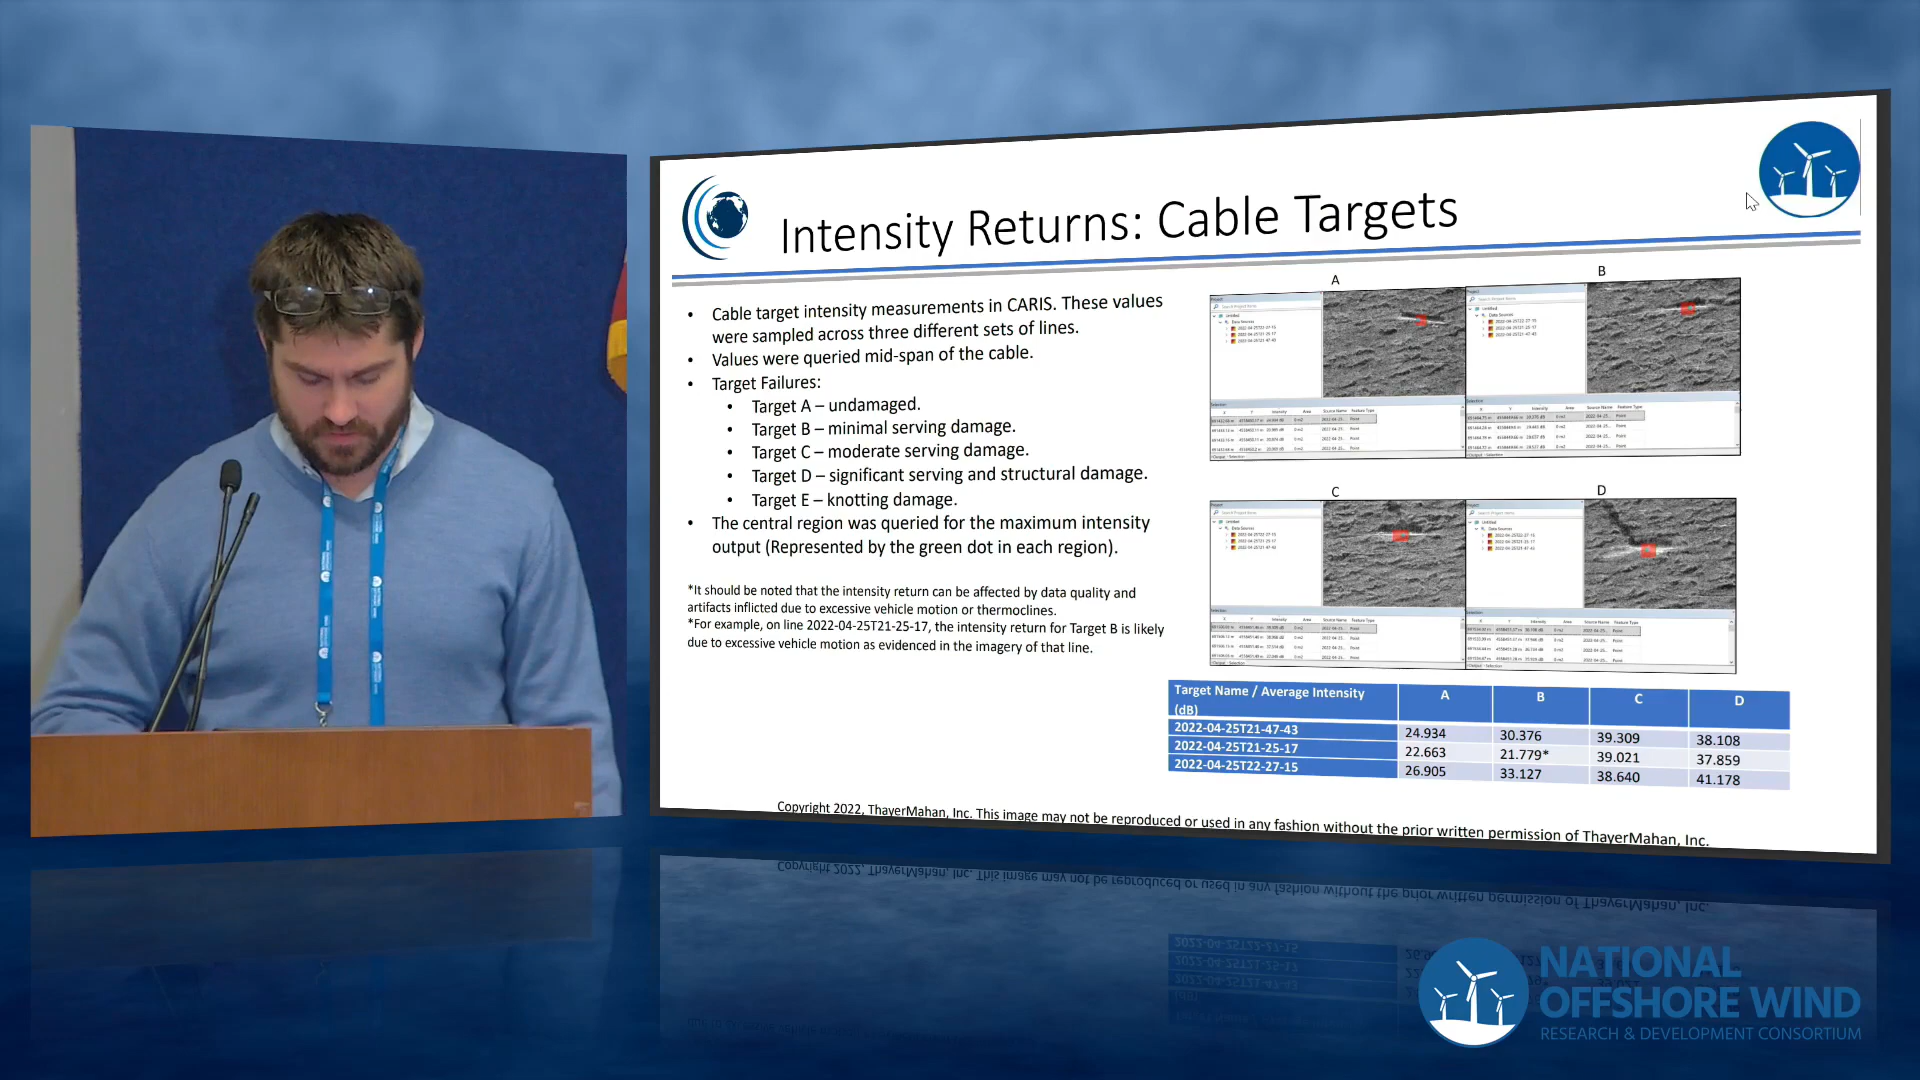 Intensity Returns: Cable Targets
• Cable target intensity measurements in CARIS. These values
were sampled across three different sets of lines.
• Values were queried mid-span of the cable.
• Target Failures:
• Target A – undamaged.
• Target B – minimal serving damage.
• Target C – moderate serving damage.
• Target D – significant serving and structural damage.
• Target E – knotting damage.
• The central region was queried for the maximum intensity
output (Represented by the green dot in each region).
*It should be noted that the intensity return can be affected by data quality and
artifacts inflicted due to excessive vehicle motion or thermoclines.
*For example, on line 2022-04-25T21-25-17, the intensity return for Target B is likely
due to excessive vehicle motion as evidenced in the imagery of that line.
A
B
C
D
Target Name / Average Intensity
(dB)
A B C D
2022-04-25T21-47-43 24.934 30.376 39.309 38.108
2022-04-25T21-25-17 22.663 21.779* 39.021 37.859
2022-04-25T22-27-15 26.905 33.127 38.640 41.178
Copyright 2022, ThayerMahan, Inc. This image may not be reproduced or used in any fashion without the prior written permission of ThayerMahan, Inc.
NATIONAL
OFFSHORE WIND
RESEARCH & DEVELOPMENT CONSORTIUM